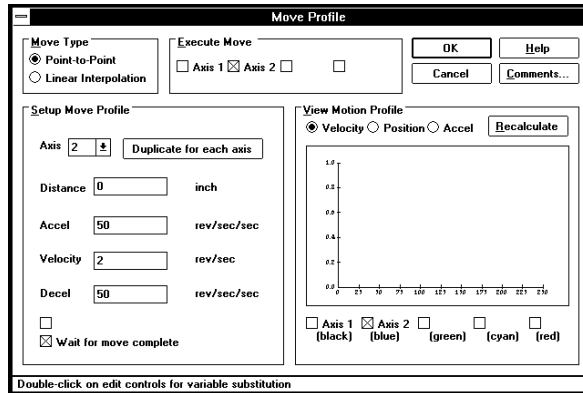 Move Profile
Move Type
Point-to-Point
Linear Interpolation
Execute Move
Axis 1 Axis 2
OK
Help
Cancel
Comments...
Setup Move Profile
Axis 2 Duplicate for each axis
Distance 0 inch
Accel 50 rev/sec/sec
Velocity 2 rev/sec
Decel 50 rev/sec/sec
Wait for move complete
View Motion Profile
Velocity Position Accel Recalculate
1.0
0.8
0.6
0.4
0.2
0.0
0 25 50 75 100 125 150 175 200 225 250
Axis 1 Axis 2
(black) (blue) (green) (cyan) (red)
Double-click on edit controls for variable substitution